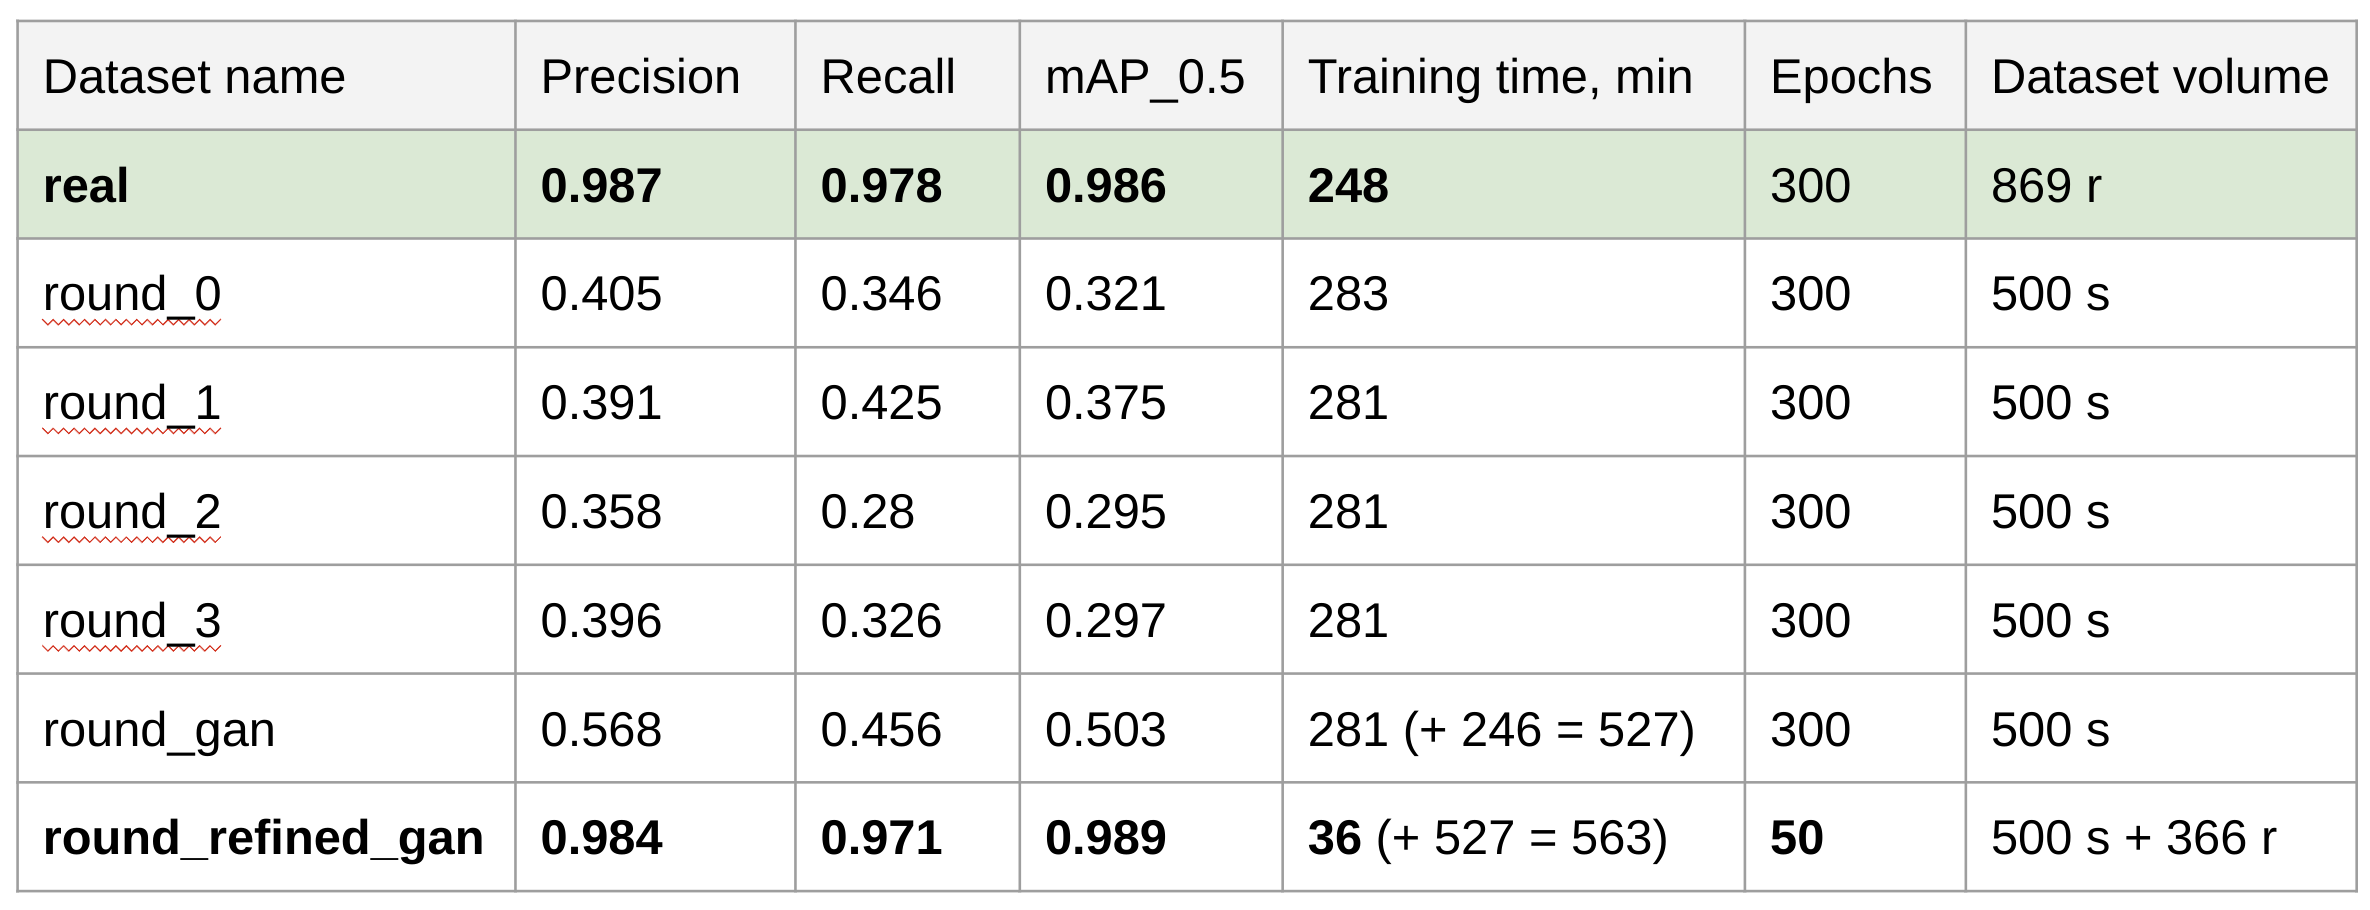 Dataset name Precision Recall mAP_0.5 Training time, min Epochs Dataset volume
real 0.987 0.978 0.986 248 300 869 r
round_0 0.405 0.346 0.321 283 300 500 s
round_1 0.391 0.425 0.375 281 300 500 s
round_2 0.358 0.28 0.295 281 300 500 s
round_3 0.396 0.326 0.297 281 300 500 s
round_gan 0.568 0.456 0.503 281 (+ 246 = 527) 300 500 s
round_refined_gan 0.984 0.971 0.989 36 (+ 527 = 563) 50 500 s + 366 r